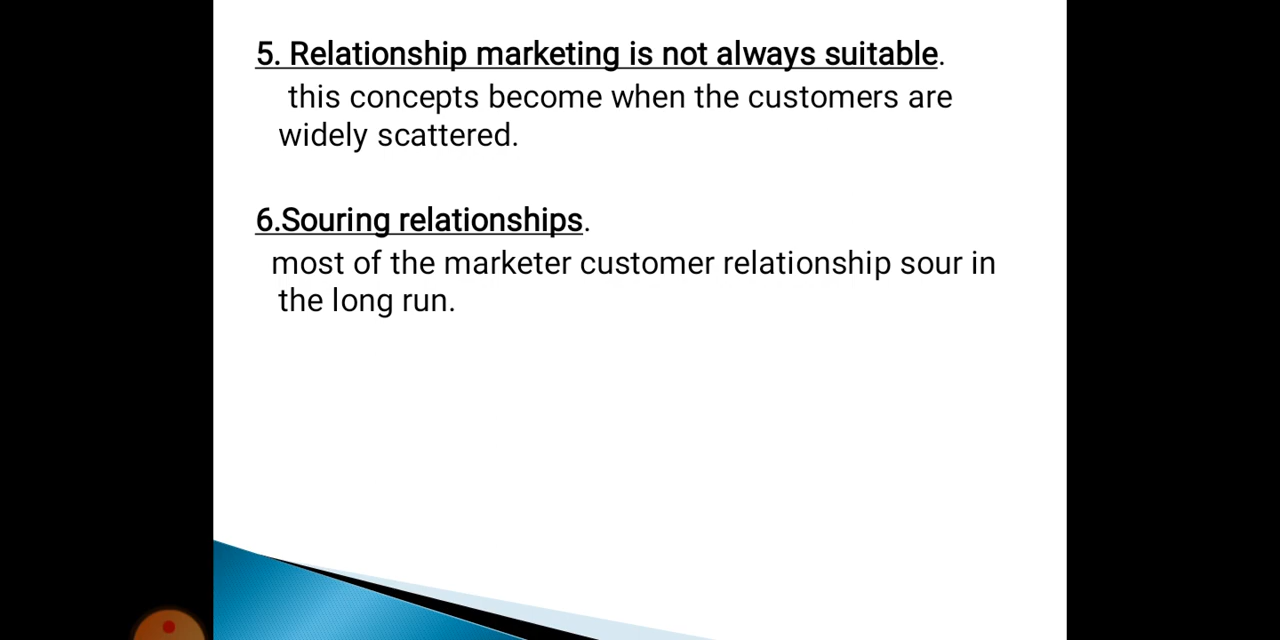 5. Relationship marketing is not always suitable.
this concepts become when the customers are
widely scattered.
6.Souring relationships.
most of the marketer customer relationship sour in
the long run.